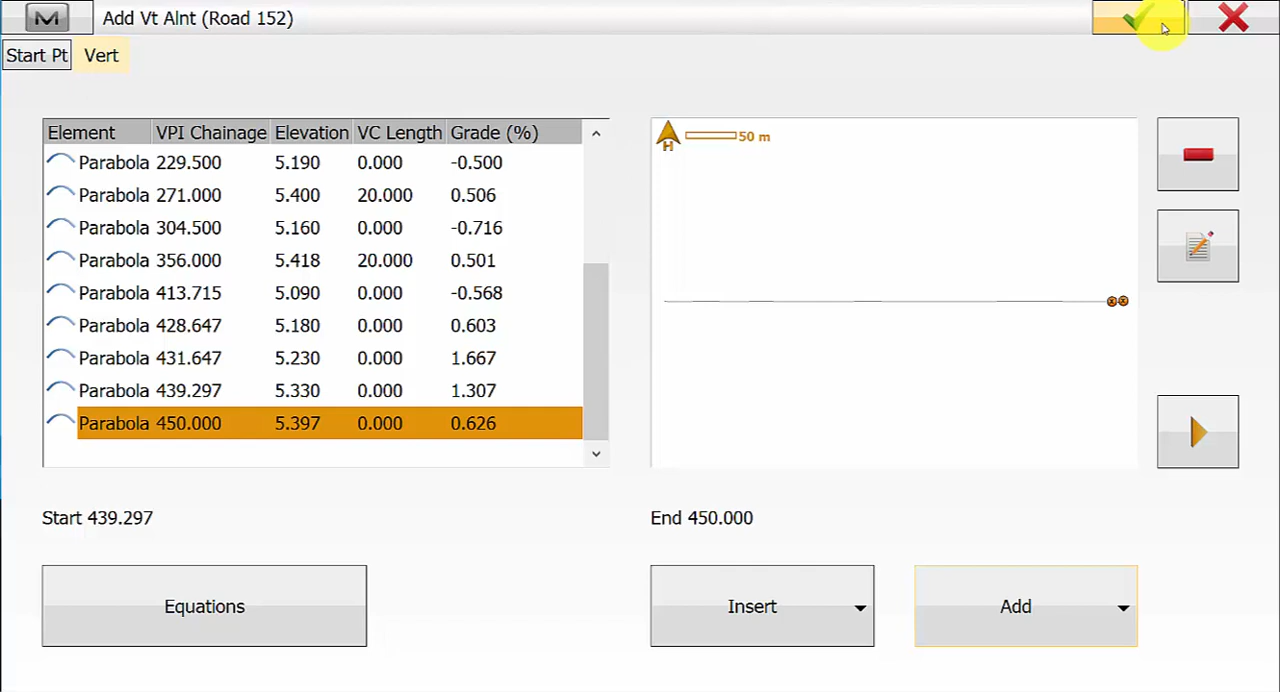 M Add Vt Alnt (Road 152)
Start Pt Vert
Element VPI Chainage Elevation VC Length Grade (%)
Parabola 229.500 5.190 0.000 -0.500
Parabola 271.000 5.400 20.000 0.506
Parabola 304.500 5.160 0.000 -0.716
Parabola 356.000 5.418 20.000 0.501
Parabola 413.715 5.090 0.000 -0.568
Parabola 428.647 5.180 0.000 0.603
Parabola 431.647 5.230 0.000 1.667
Parabola 439.297 5.330 0.000 1.307
Parabola 450.000 5.397 0.000 0.626
H 50 m
Start 439.297 End 450.000
Equations Insert Add